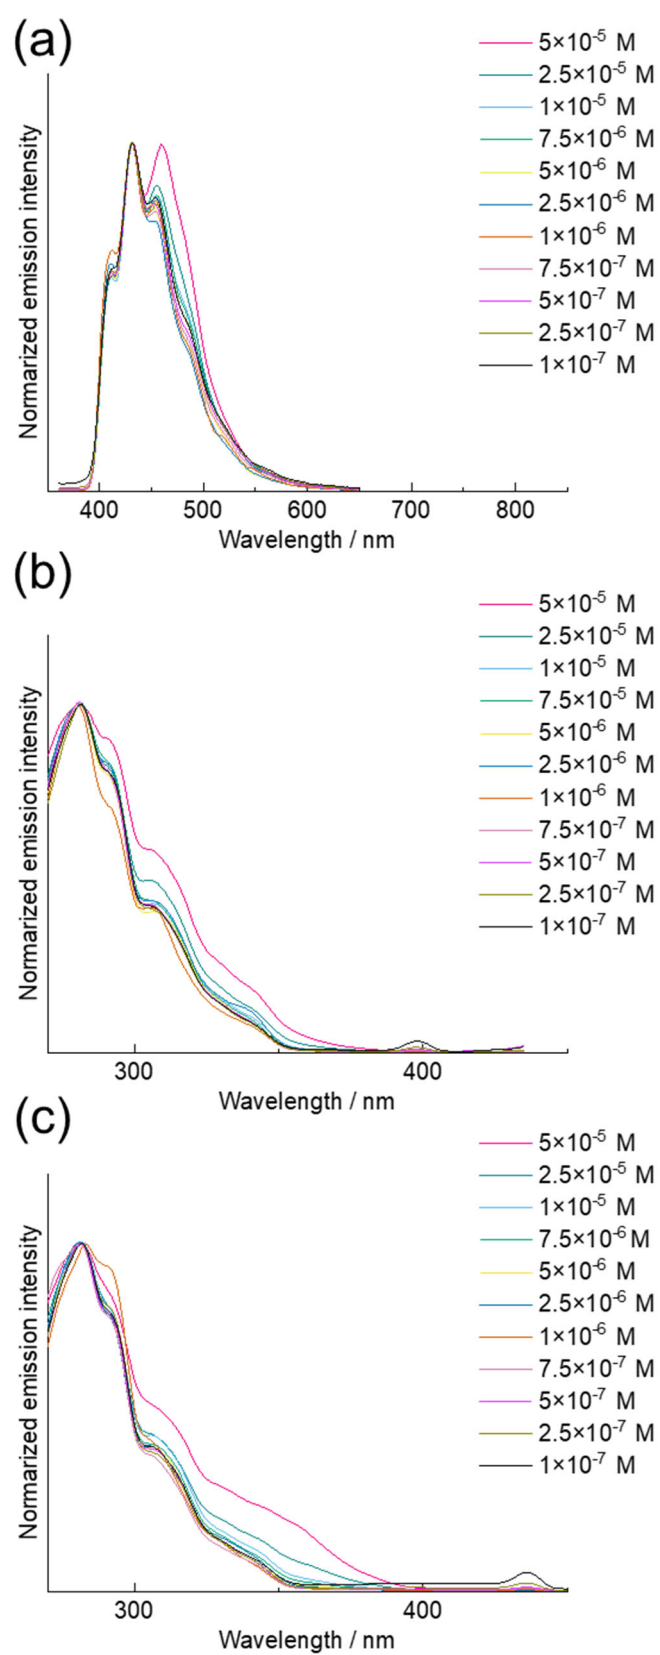 (a)
5×10⁻⁵ M
2.5×10⁻⁵ M
1×10⁻⁵ M
7.5×10⁻⁶ M
5×10⁻⁶ M
2.5×10⁻⁶ M
1×10⁻⁶ M
7.5×10⁻⁷ M
5×10⁻⁷ M
2.5×10⁻⁷ M
1×10⁻⁷ M
Normarized emission intensity
400 500 600 700 800
Wavelength / nm
(b)
5×10⁻⁵ M
2.5×10⁻⁵ M
1×10⁻⁵ M
7.5×10⁻⁵ M
5×10⁻⁶ M
2.5×10⁻⁶ M
1×10⁻⁶ M
7.5×10⁻⁷ M
5×10⁻⁷ M
2.5×10⁻⁷ M
1×10⁻⁷ M
Normarized emission intensity
300 400
Wavelength / nm
(c)
5×10⁻⁵ M
2.5×10⁻⁵ M
1×10⁻⁵ M
7.5×10⁻⁶ M
5×10⁻⁶ M
2.5×10⁻⁶ M
1×10⁻⁶ M
7.5×10⁻⁷ M
5×10⁻⁷ M
2.5×10⁻⁷ M
1×10⁻⁷ M
Normarized emission intensity
300 400
Wavelength / nm